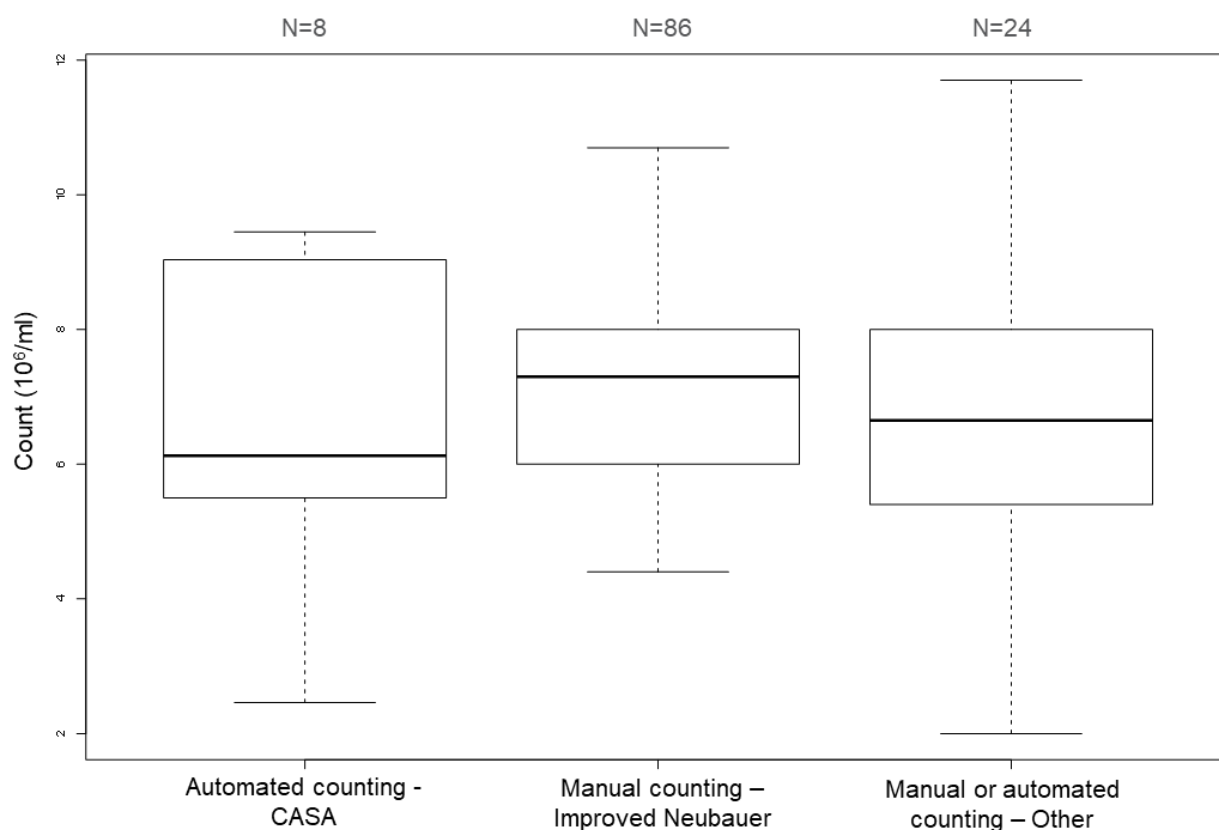 N=8 N=86 N=24
12
10
8
6
4
2
Count (10⁶/ml)
Automated counting -
CASA
Manual counting –
Improved Neubauer
Manual or automated
counting – Other